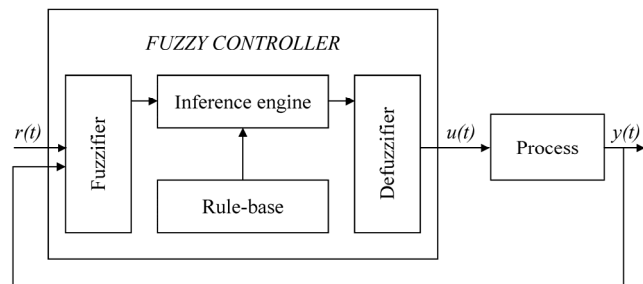 FUZZY CONTROLLER
r(t)
Fuzzifier
Inference engine
Rule-base
Defuzzifier
u(t)
Process
y(t)